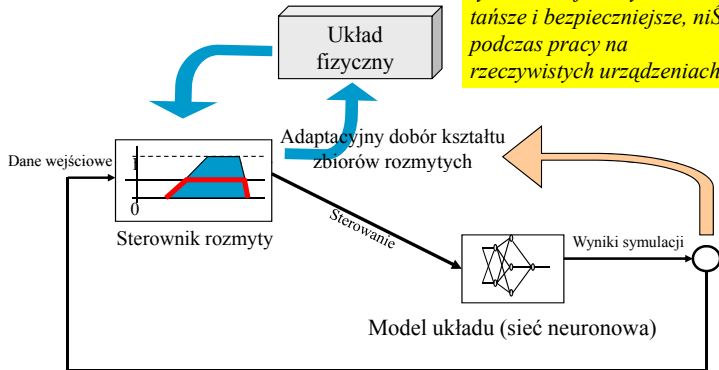 tańsze i bezpieczniejsze, niŚ
podczas pracy na
rzeczywistych urządzeniach
Układ
fizyczny
Adaptacyjny dobór kształtu
zbiorów rozmytych
Dane wejściowe
1
0
Sterownik rozmyty
Sterowanie
Wyniki symulacji
Model układu (sieć neuronowa)